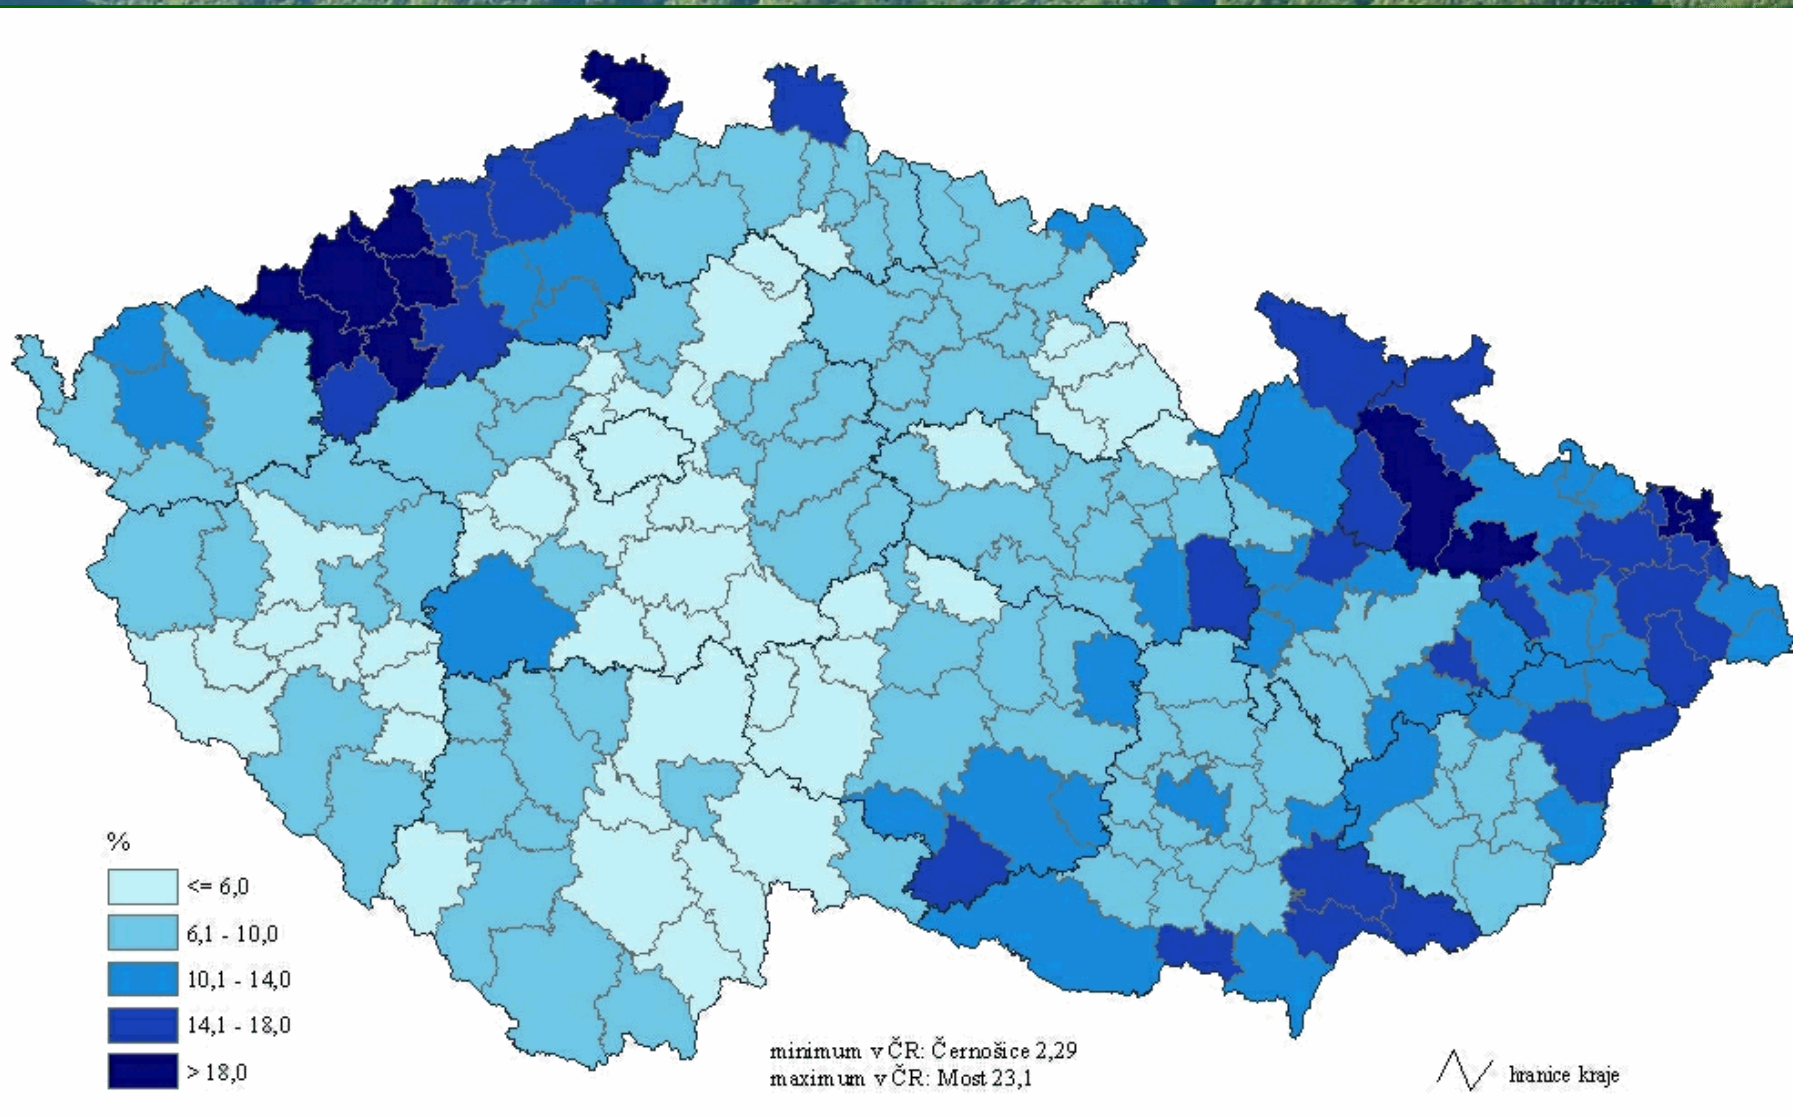 %
<= 6,0
6,1 - 10,0
10,1 - 14,0
14,1 - 18,0
> 18,0
minimum v ČR: Černošice 2,29
maximum v ČR: Most 23,1
hranice kraje